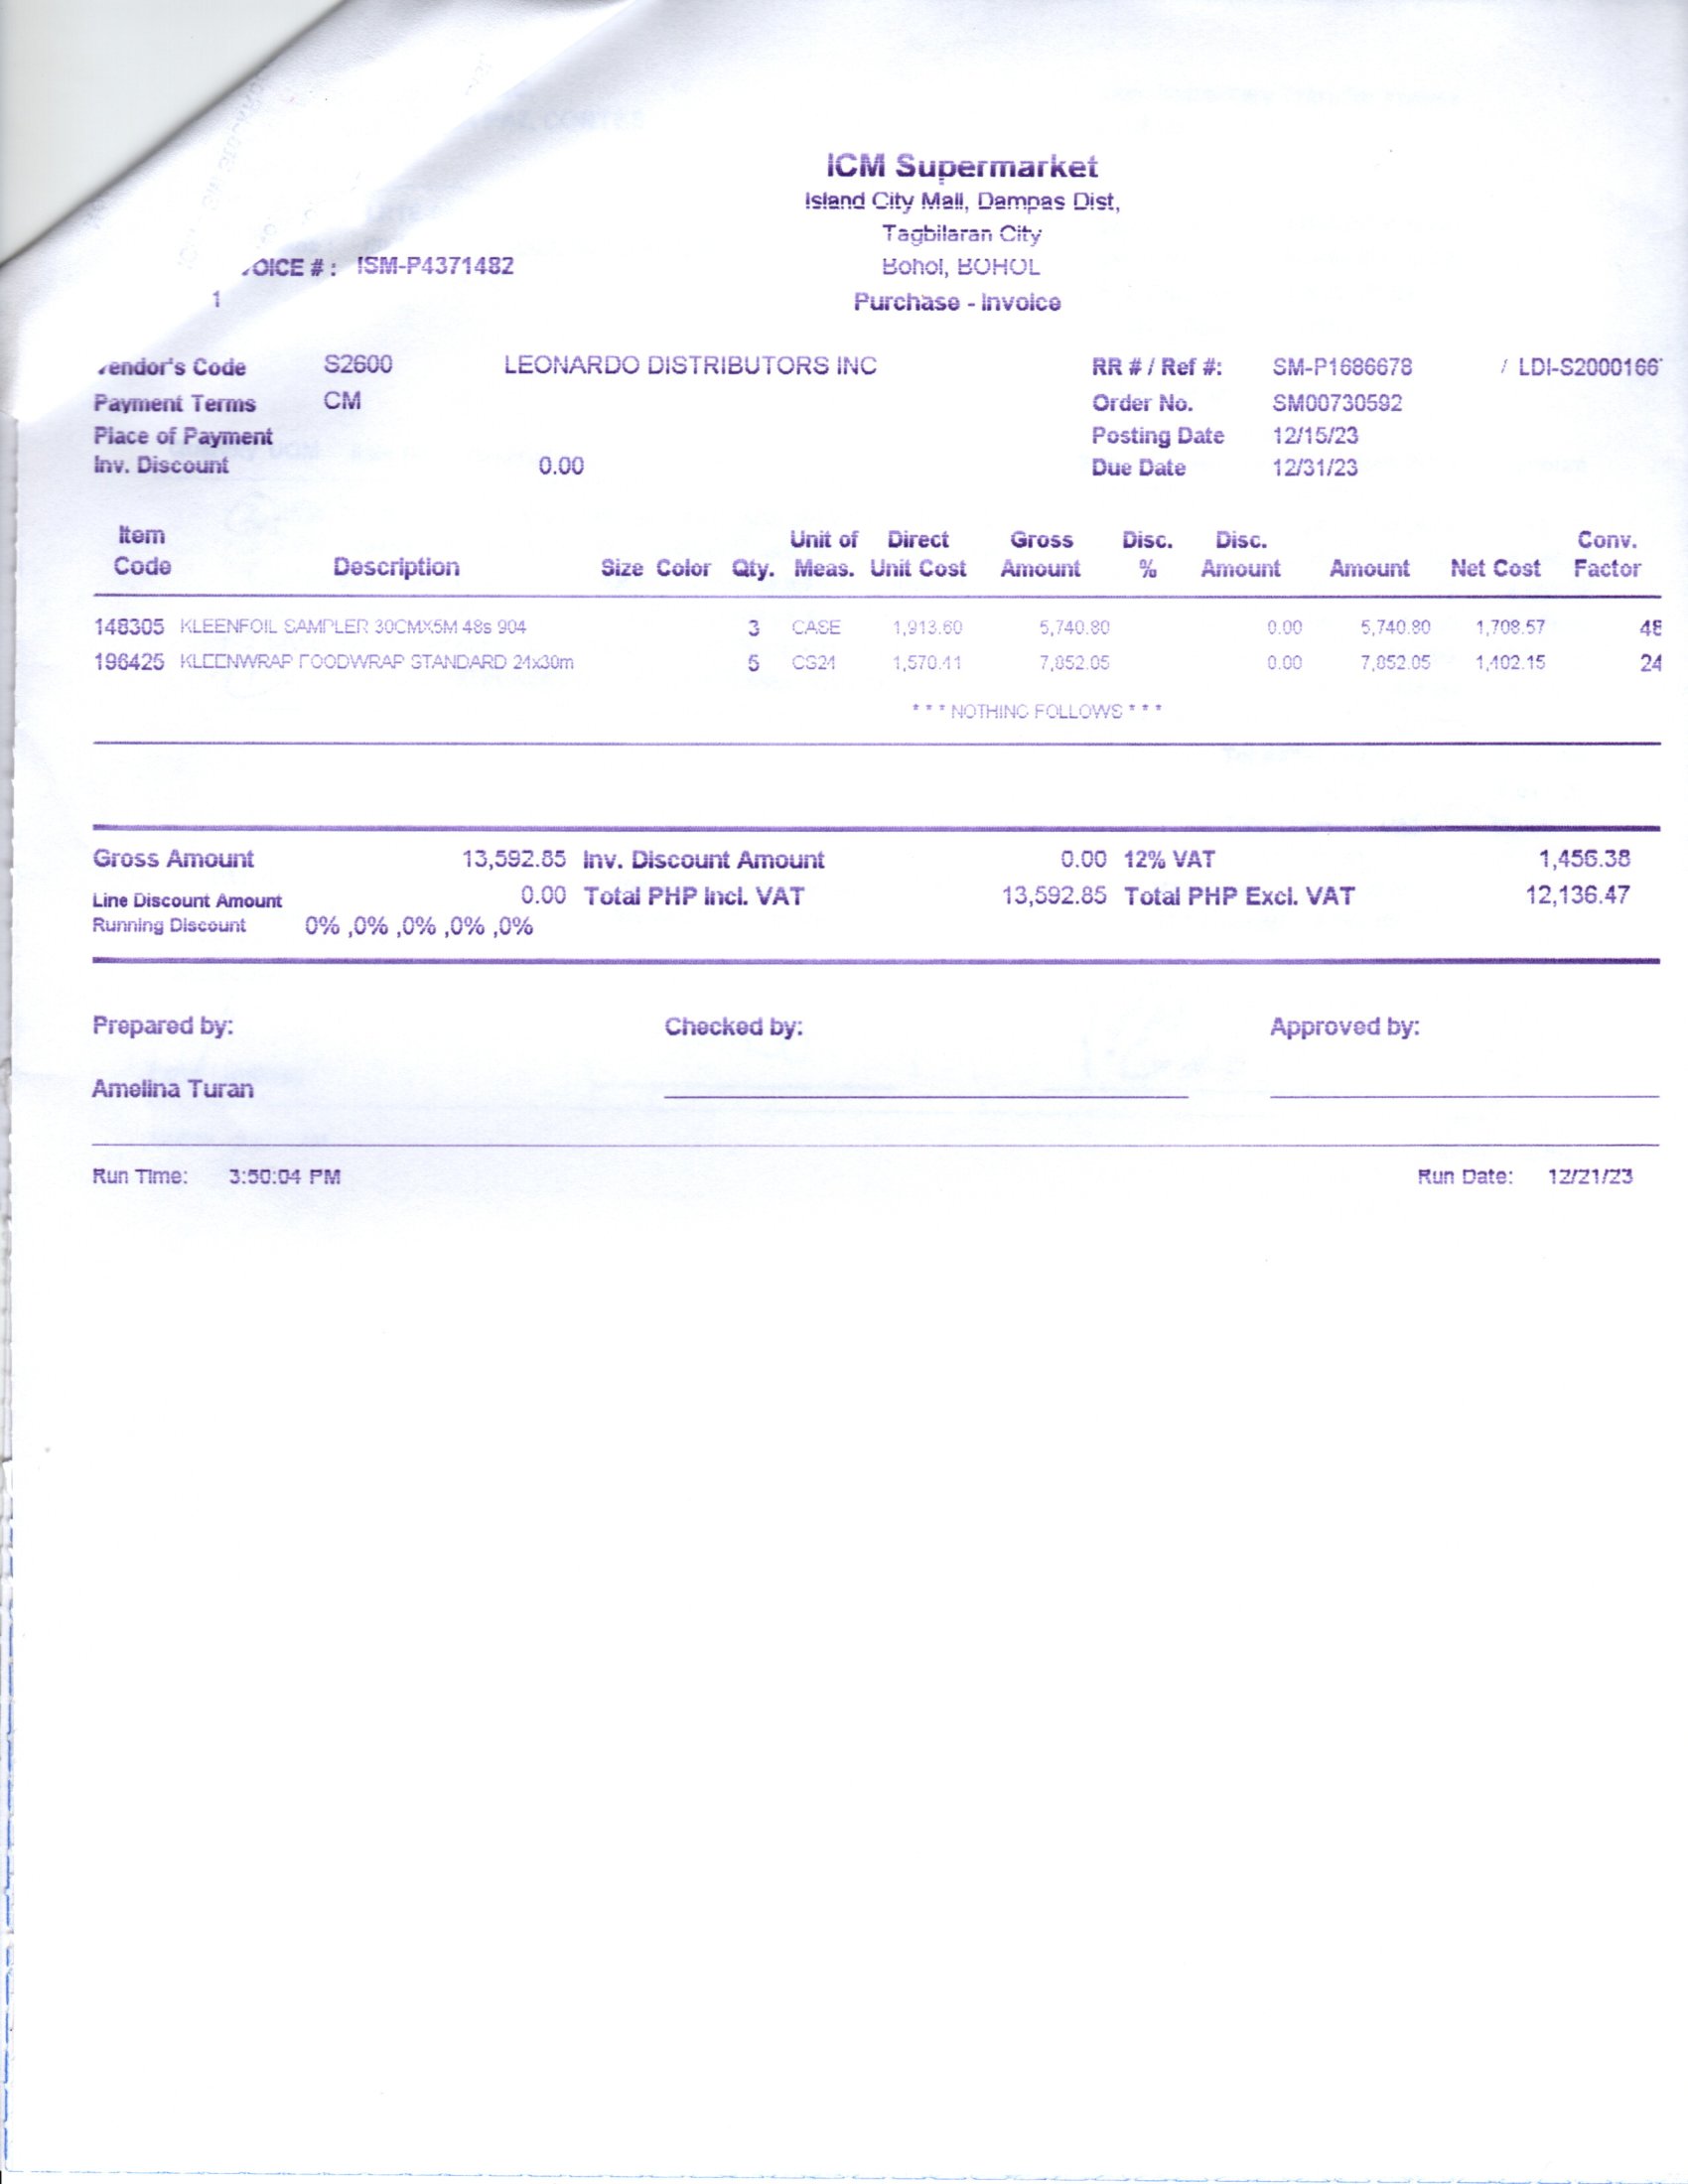 ICM Supermarket
Island City Mall, Dampas Dist,
Tagbilaran City
OICE # : ISM-P4371482 Bohol, BOHOL
1 Purchase - Invoice
endor's Code S2600 LEONARDO DISTRIBUTORS INC RR # / Ref #: SM-P1686678 / LDI-S2000166
Payment Terms CM Order No. SM00730592
Place of Payment Posting Date 12/15/23
Inv. Discount 0.00 Due Date 12/31/23
Item Unit of Direct Gross Disc. Disc. Conv.
Code Description Size Color Qty. Meas. Unit Cost Amount % Amount Amount Net Cost Factor
148305 KLEENFOIL SAMPLER 30CMX5M 48s 904 3 CASE 1,913.60 5,740.80 0.00 5,740.80 1,708.57 48
196425 KLEENWRAP FOODWRAP STANDARD 24x30m 5 CS24 1,570.41 7,852.05 0.00 7,852.05 1,402.15 24
* * * NOTHING FOLLOWS * * *
Gross Amount 13,592.85 Inv. Discount Amount 0.00 12% VAT 1,456.38
Line Discount Amount 0.00 Total PHP Incl. VAT 13,592.85 Total PHP Excl. VAT 12,136.47
Running Discount 0% ,0% ,0% ,0% ,0%
Prepared by: Checked by: Approved by:
Amelina Turan
Run Time: 3:50:04 PM Run Date: 12/21/23